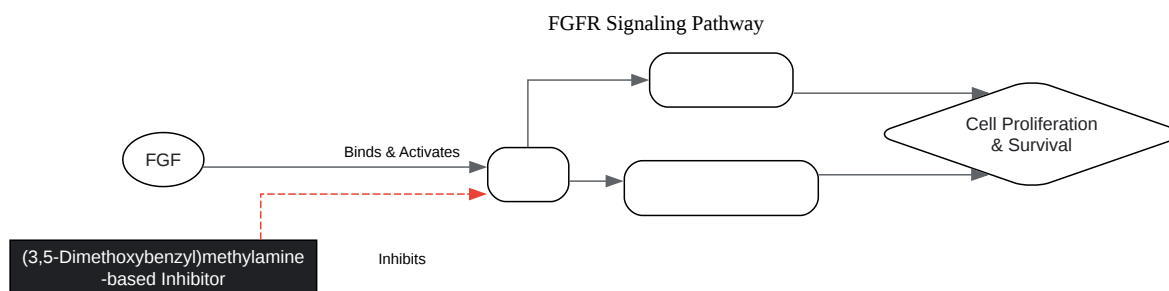 FGFR Signaling Pathway
FGF
Binds & Activates
Cell Proliferation
& Survival
(3,5-Dimethoxybenzyl)methylamine
-based Inhibitor
Inhibits